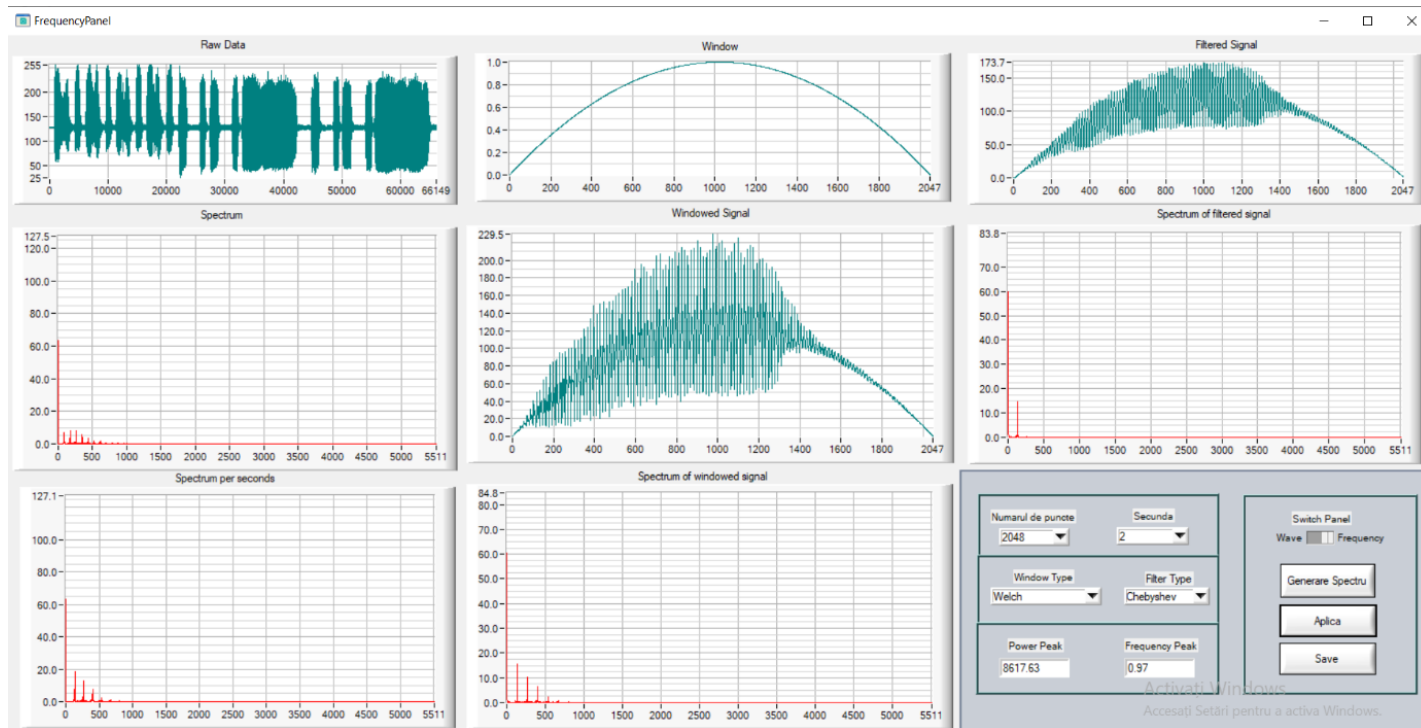 FrequencyPanel
Raw Data
255
200
150
100
50
25
0 10000 20000 30000 40000 50000 60000 66149
Window
1.0
0.8
0.6
0.4
0.2
0.0
0 200 400 600 800 1000 1200 1400 1600 1800 2047
Filtered Signal
173.7
150.0
100.0
50.0
0.0
0 200 400 600 800 1000 1200 1400 1600 1800 2047
Spectrum
127.5
120.0
100.0
80.0
60.0
40.0
20.0
0.0
0 500 1000 1500 2000 2500 3000 3500 4000 4500 5000 5511
Windowed Signal
229.5
200.0
180.0
160.0
140.0
120.0
100.0
80.0
60.0
40.0
20.0
0.0
0 200 400 600 800 1000 1200 1400 1600 1800 2047
Spectrum of filtered signal
83.8
70.0
60.0
50.0
40.0
30.0
20.0
10.0
0.0
0 500 1000 1500 2000 2500 3000 3500 4000 4500 5000 5511
Spectrum per seconds
127.1
100.0
80.0
60.0
40.0
20.0
0.0
0 500 1000 1500 2000 2500 3000 3500 4000 4500 5000 5511
Spectrum of windowed signal
84.8
80.0
70.0
60.0
50.0
40.0
30.0
20.0
10.0
0.0
0 500 1000 1500 2000 2500 3000 3500 4000 4500 5000 5511
Numarul de puncte Secunda
2048 2
Window Type Filter Type
Welch Chebyshev
Power Peak Frequency Peak
8617.63 0.97
Switch Panel
Wave Frequency
Generare Spectru
Aplica
Save
Activați Windows
Accesați Setări pentru a activa Windows.